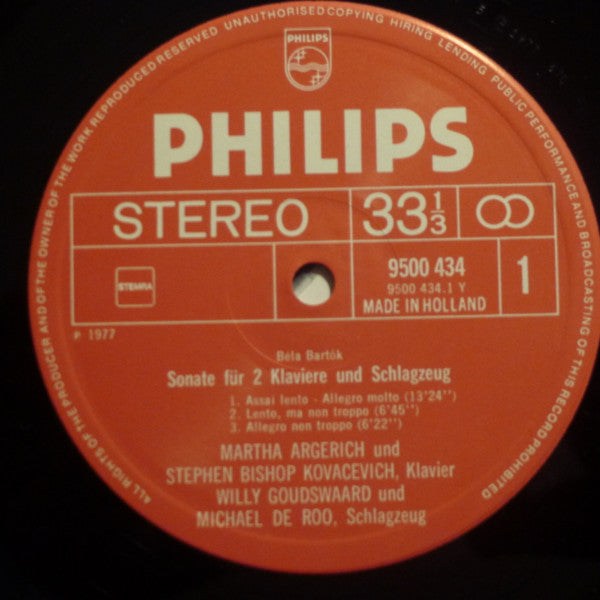 ALL RIGHTS OF THE PRODUCER AND OF THE OWNER OF THE WORK REPRODUCED RESERVED UNAUTHORISED COPYING HIRING LENDING PUBLIC PERFORMANCE AND BROADCASTING OF THIS RECORD PROHIBITED
PHILIPS
PHILIPS
STEREO 33 1/3
STEMRA
9500 434
9500 434.1 Y
MADE IN HOLLAND
1
P 1977
Béla Bartók
Sonate für 2 Klaviere und Schlagzeug
1. Assai lento - Allegro molto (13'24'')
2. Lento, ma non troppo (6'45'')
3. Allegro non troppo (6'22'')
MARTHA ARGERICH und
STEPHEN BISHOP KOVACEVICH, Klavier
WILLY GOUDSWAARD und
MICHAEL DE ROO, Schlagzeug